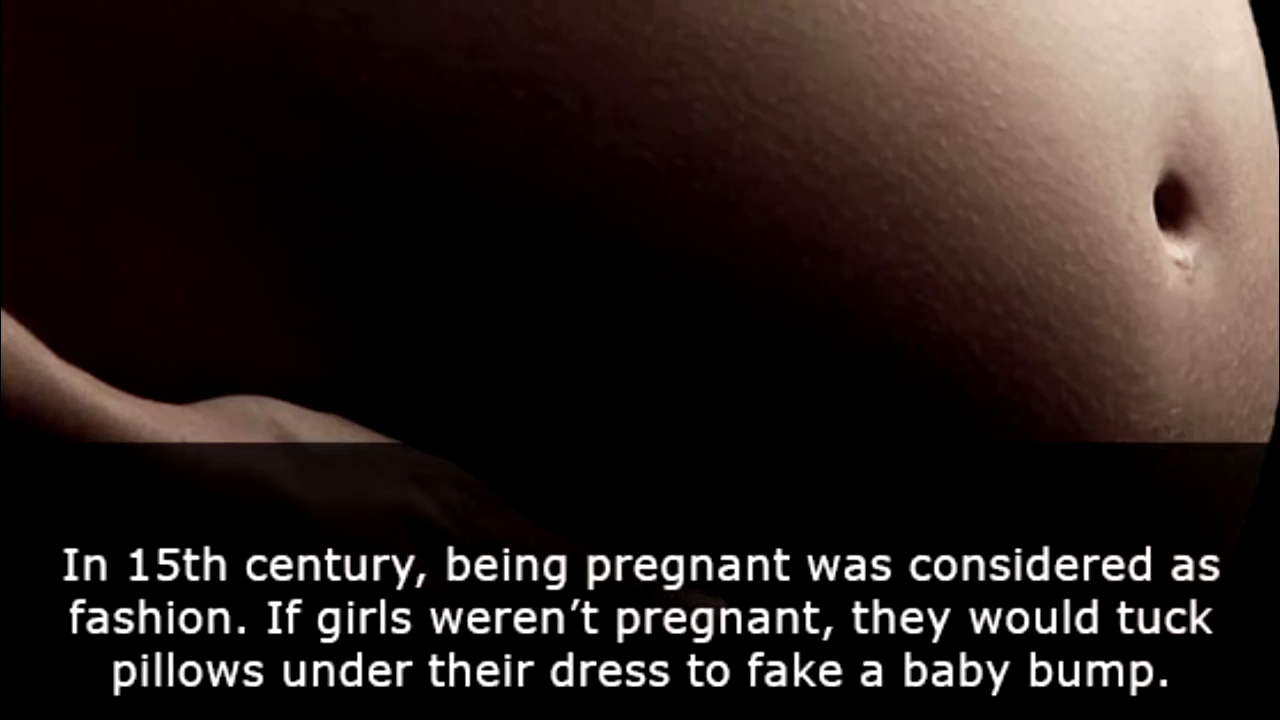 In 15th century, being pregnant was considered as
fashion. If girls weren’t pregnant, they would tuck
pillows under their dress to fake a baby bump.